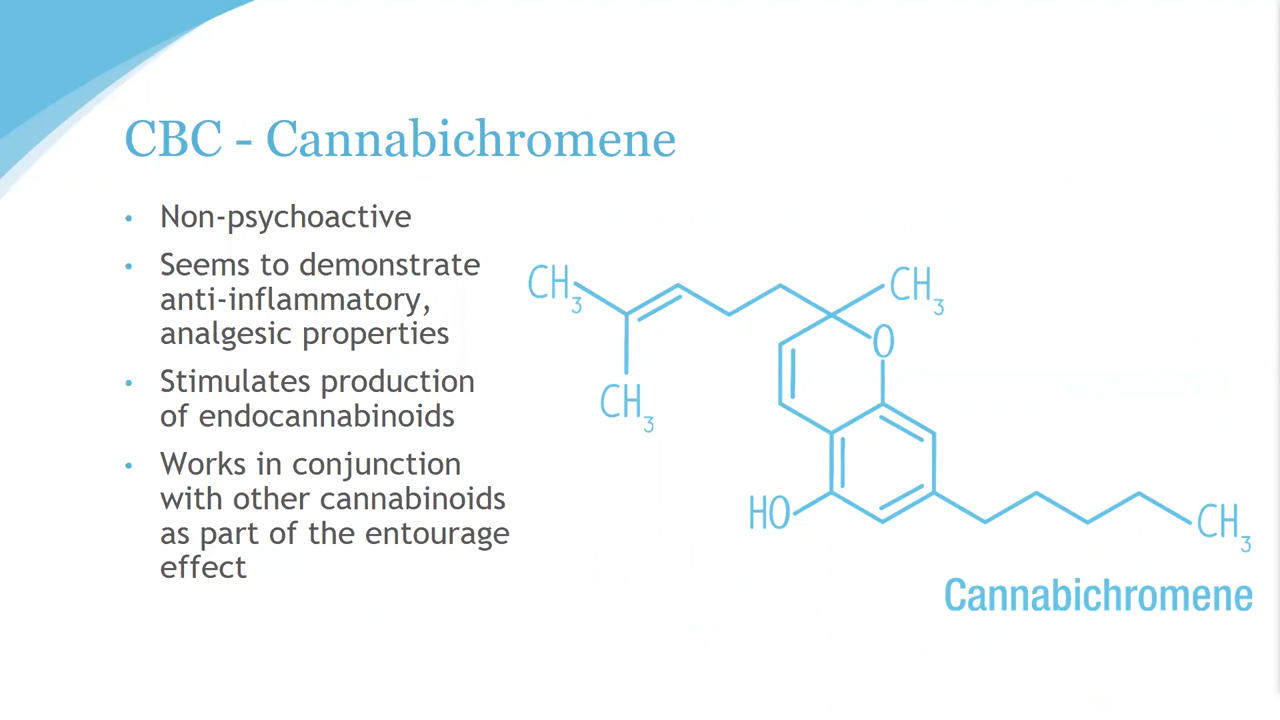 CBC - Cannabichromene
• Non-psychoactive
• Seems to demonstrate
anti-inflammatory,
analgesic properties
• Stimulates production
of endocannabinoids
• Works in conjunction
with other cannabinoids
as part of the entourage
effect
CH3
CH3
O
CH3
HO
CH3
Cannabichromene